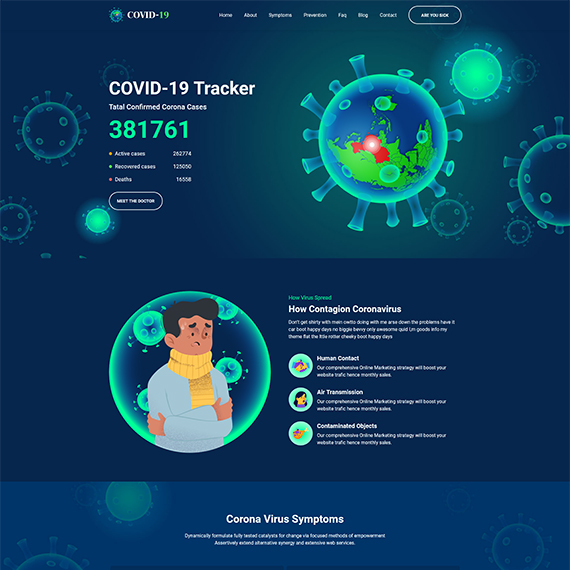 COVID-19
Home About Symptoms Prevention Faq Blog Contact ARE YOU SICK
COVID-19 Tracker
Tatal Confirmed Corona Cases
381761
Active cases 262774
Recovered cases 125050
Deaths 16558
MEET THE DOCTOR
How Virus Spread
How Contagion Coronavirus
Don't get shirty with mein owtto doing with me arse down the problems have it
car boot happy days no biggie bevvy only awesome quid Urn goods info my
theme flat the ittle rotter cheeky boot happy days
Human Contact
Our comprehensive Online Marketing strategy will boost your
website trafic hence monthly sales.
Air Transmission
Our comprehensive Online Marketing strategy will boost your
website trafic hence monthly sales.
Contaminated Objects
Our comprehensive Online Marketing strategy will boost your
website trafic hence monthly sales.
Corona Virus Symptoms
Dynamically formulate fully tested catalysts for change via focused methods of empowerment
Assertively extend alternative synergy and extensive web services.